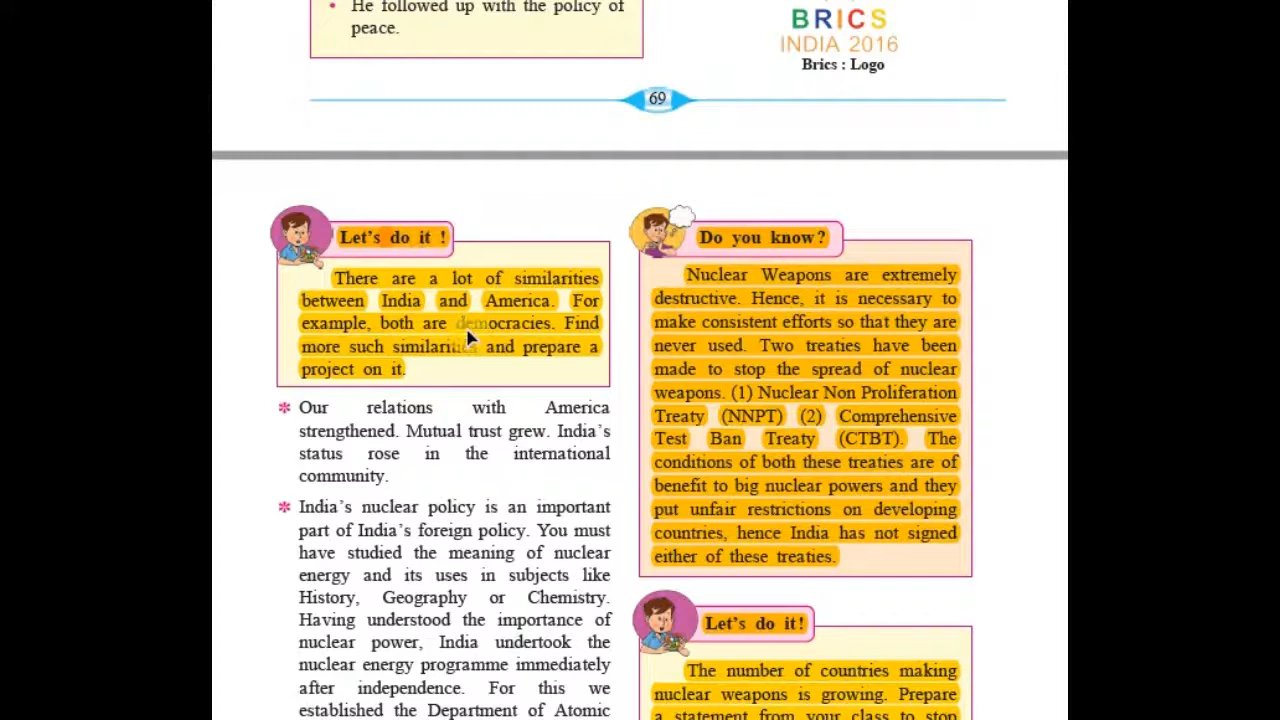 • He followed up with the policy of
peace.
BRICS
INDIA 2016
Brics : Logo
69
Let's do it !
There are a lot of similarities
between India and America. For
example, both are democracies. Find
more such similarities and prepare a
project on it.
* Our relations with America
strengthened. Mutual trust grew. India's
status rose in the international
community.
* India's nuclear policy is an important
part of India's foreign policy. You must
have studied the meaning of nuclear
energy and its uses in subjects like
History, Geography or Chemistry.
Having understood the importance of
nuclear power, India undertook the
nuclear energy programme immediately
after independence. For this we
established the Department of Atomic
Do you know?
Nuclear Weapons are extremely
destructive. Hence, it is necessary to
make consistent efforts so that they are
never used. Two treaties have been
made to stop the spread of nuclear
weapons. (1) Nuclear Non Proliferation
Treaty (NNPT) (2) Comprehensive
Test Ban Treaty (CTBT). The
conditions of both these treaties are of
benefit to big nuclear powers and they
put unfair restrictions on developing
countries, hence India has not signed
either of these treaties.
Let's do it!
The number of countries making
nuclear weapons is growing. Prepare
a statement from your class to stop